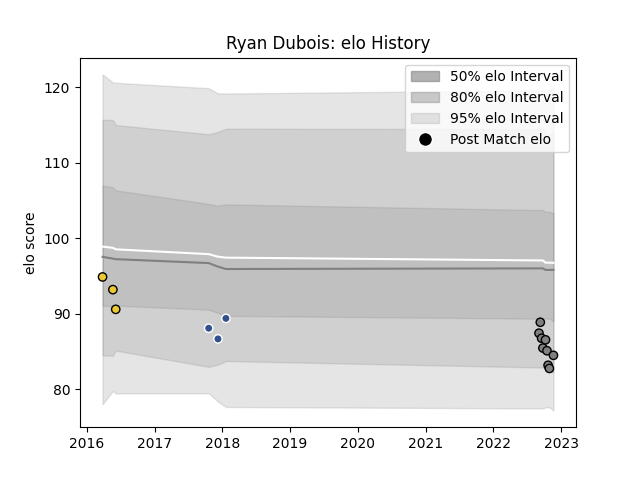 Ryan Dubois: elo History
50% elo Interval
80% elo Interval
95% elo Interval
Post Match elo
elo score
120
110
100
90
80
2016 2017 2018 2019 2020 2021 2022 2023